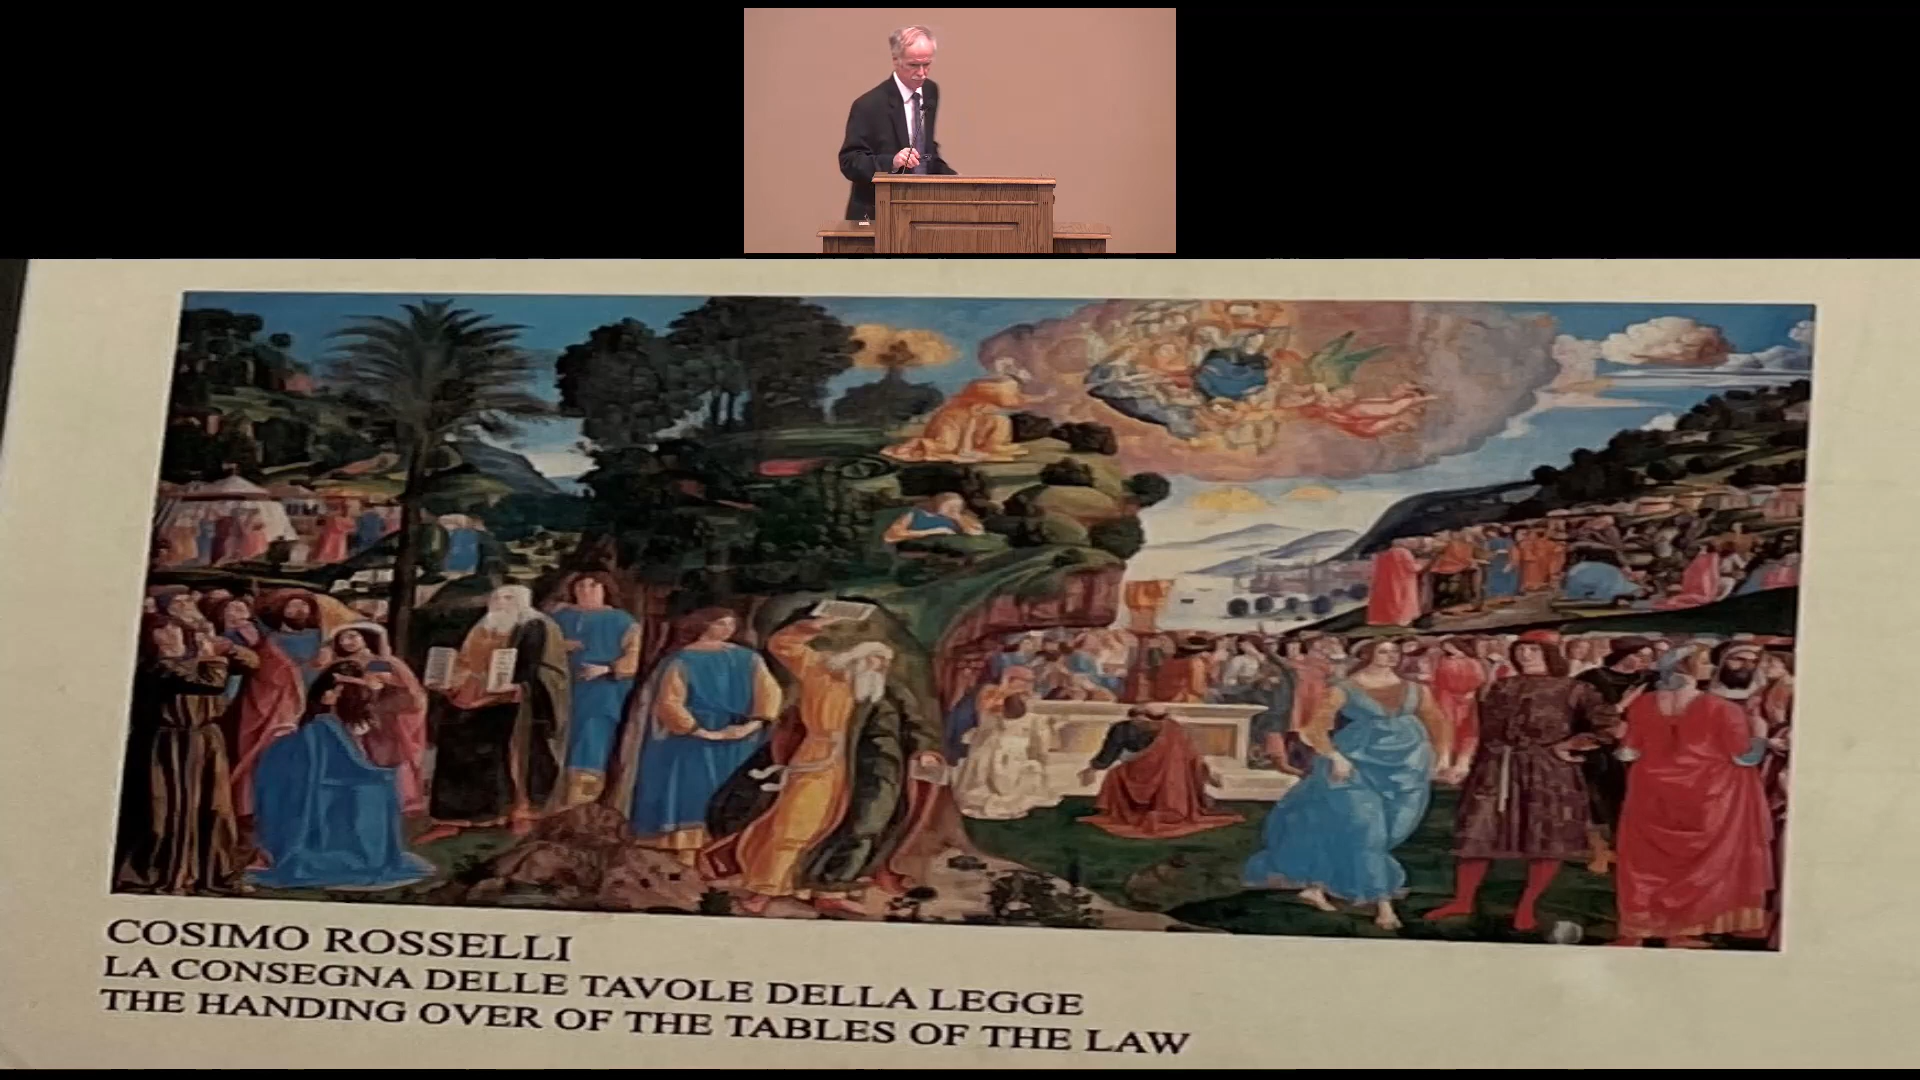 COSIMO ROSSELLI
LA CONSEGNA DELLE TAVOLE DELLA LEGGE
THE HANDING OVER OF THE TABLES OF THE LAW